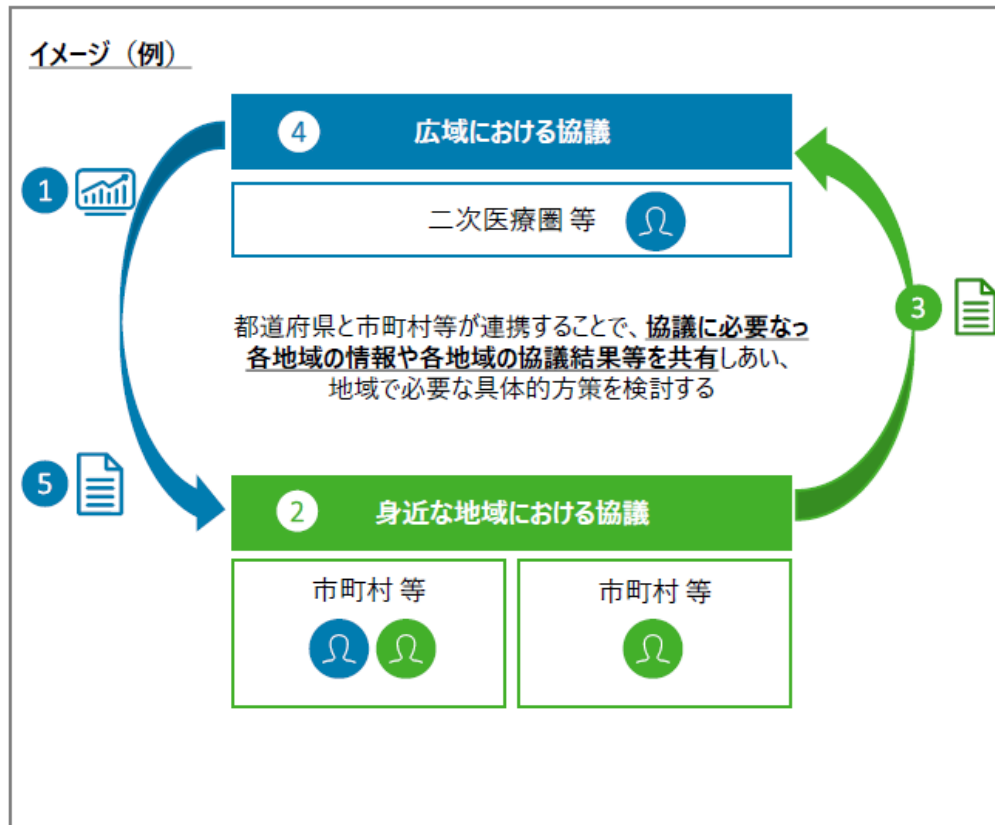 イメージ（例）
4 広域における協議
1
二次医療圏 等
3
都道府県と市町村等が連携することで、協議に必要なっ
各地域の情報や各地域の協議結果等を共有しあい、
地域で必要な具体的方策を検討する
5
2 身近な地域における協議
市町村 等 市町村 等